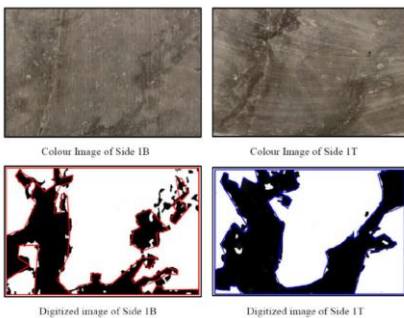 Colour Image of Side 1B
Colour Image of Side 1T
Digitized image of Side 1B
Digitized image of Side 1T